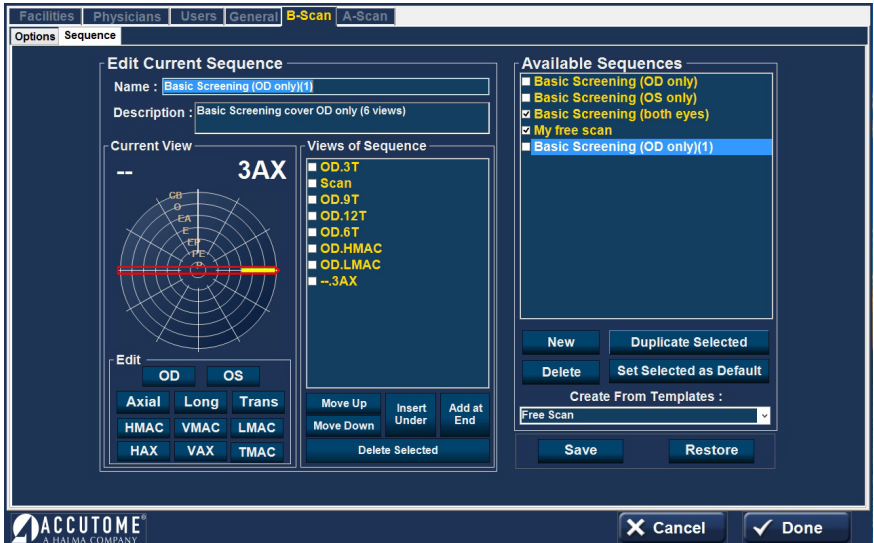 Facilities Physicians Users General B-Scan A-Scan
Options Sequence
Edit Current Sequence
Name : Basic Screening (OD only)(1)
Description : Basic Screening cover OD only (6 views)
Current View
-- 3AX
CB
O
EA
E
EP
PE
P
Edit
OD OS
Axial Long Trans
HMAC VMAC LMAC
HAX VAX TMAC
Views of Sequence
OD.3T
Scan
OD.9T
OD.12T
OD.6T
OD.HMAC
OD.LMAC
--.3AX
Move Up
Move Down
Insert
Under
Add at
End
Delete Selected
Available Sequences
Basic Screening (OD only)
Basic Screening (OS only)
Basic Screening (both eyes)
My free scan
Basic Screening (OD only)(1)
New Duplicate Selected
Delete Set Selected as Default
Create From Templates :
Free Scan
Save Restore
ACCUTOME®
A HALMA COMPANY
Cancel Done